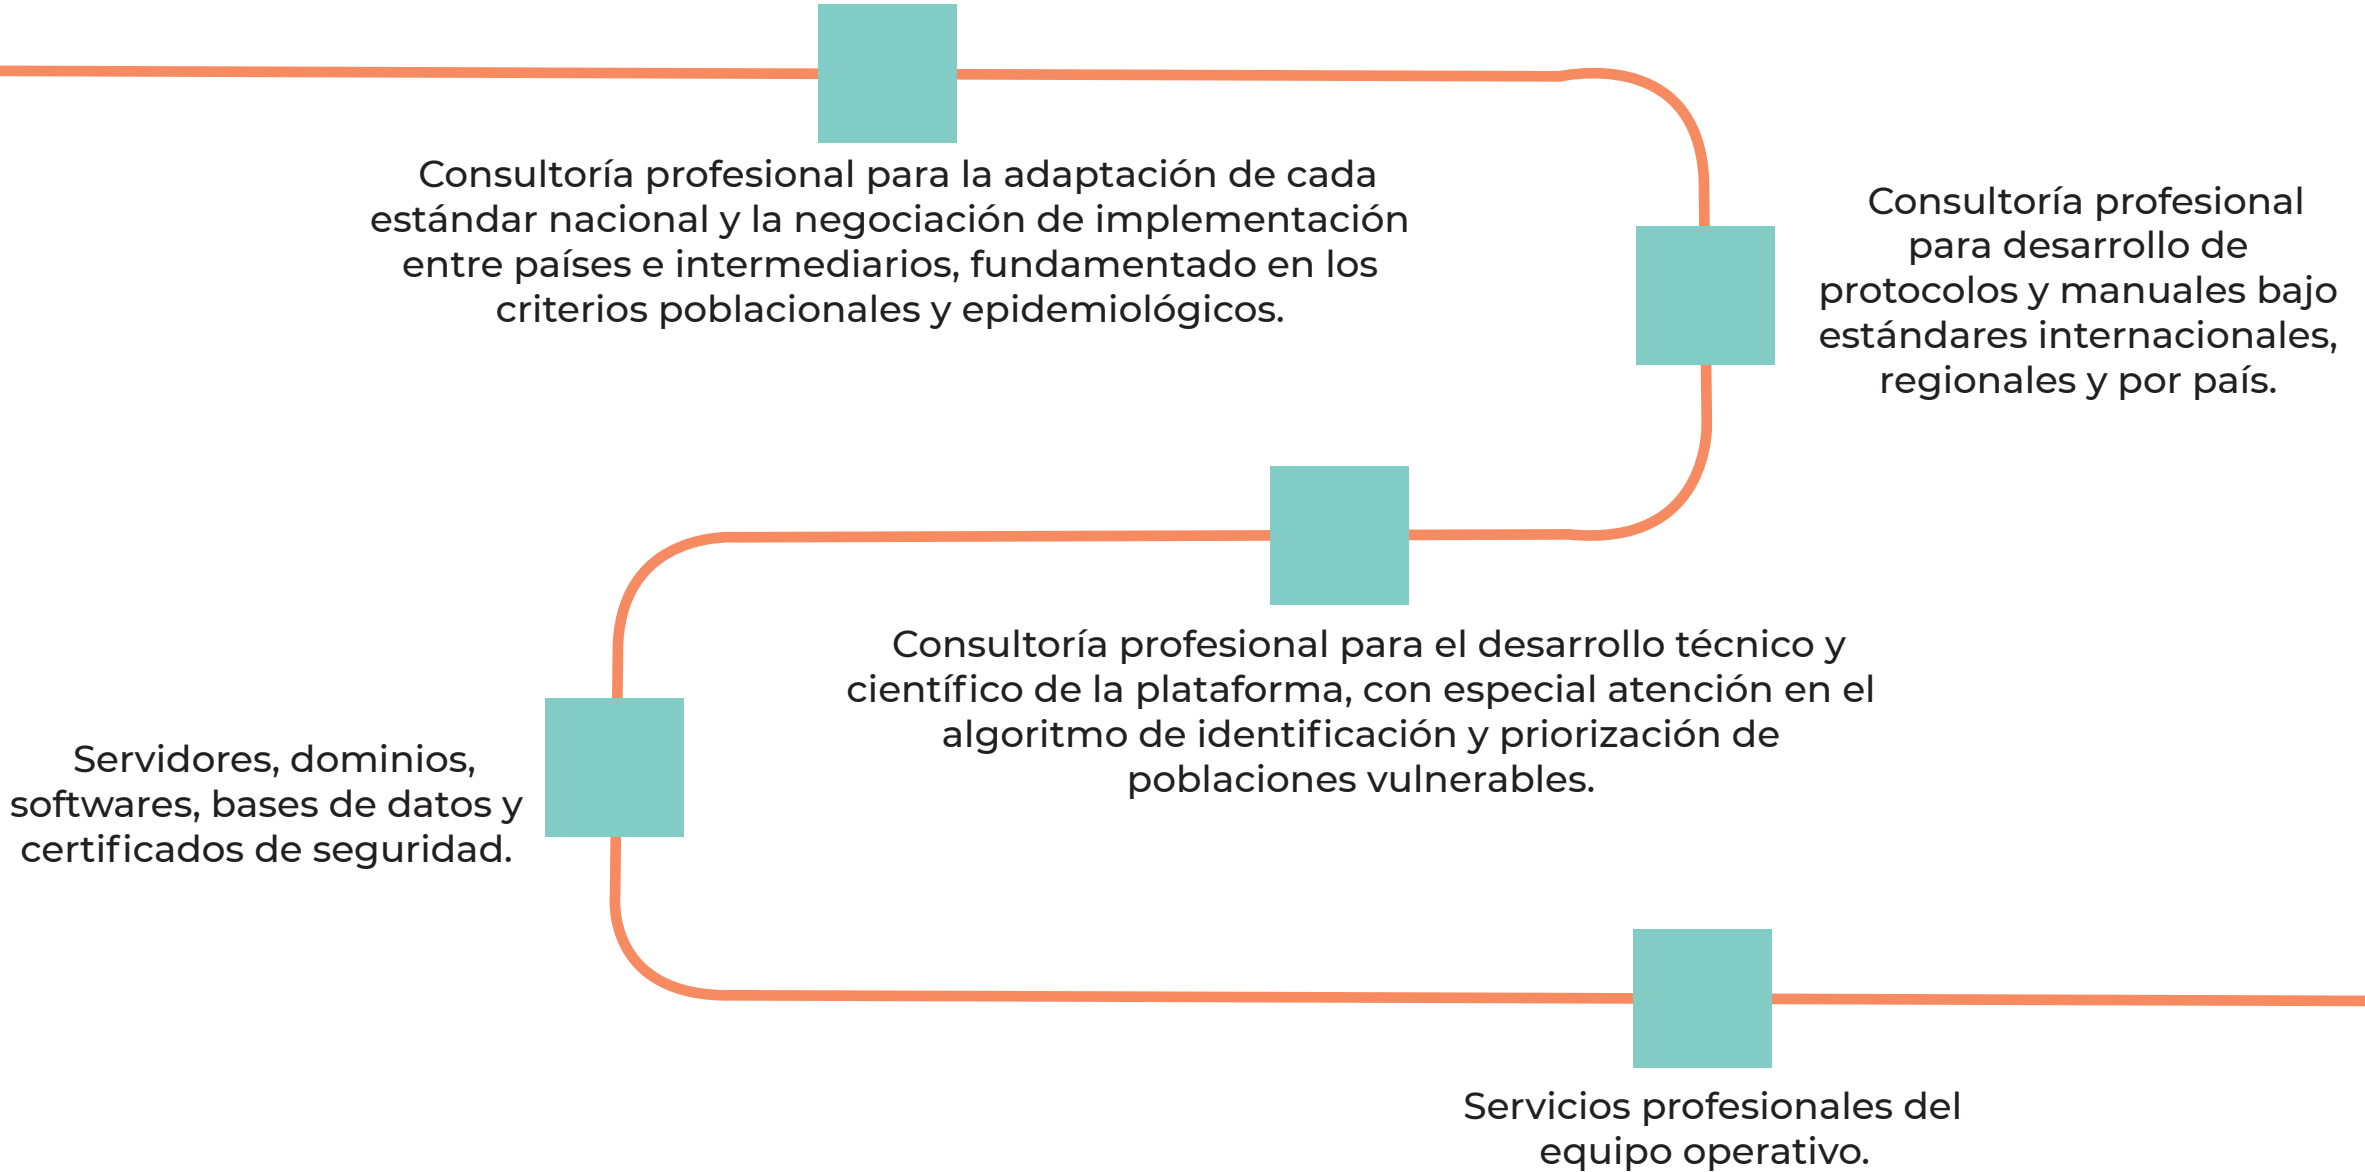 Consultoría profesional para la adaptación de cada
estándar nacional y la negociación de implementación
entre países e intermediarios, fundamentado en los
criterios poblacionales y epidemiológicos.
Consultoría profesional
para desarrollo de
protocolos y manuales bajo
estándares internacionales,
regionales y por país.
Consultoría profesional para el desarrollo técnico y
científico de la plataforma, con especial atención en el
algoritmo de identificación y priorización de
poblaciones vulnerables.
Servidores, dominios,
softwares, bases de datos y
certificados de seguridad.
Servicios profesionales del
equipo operativo.